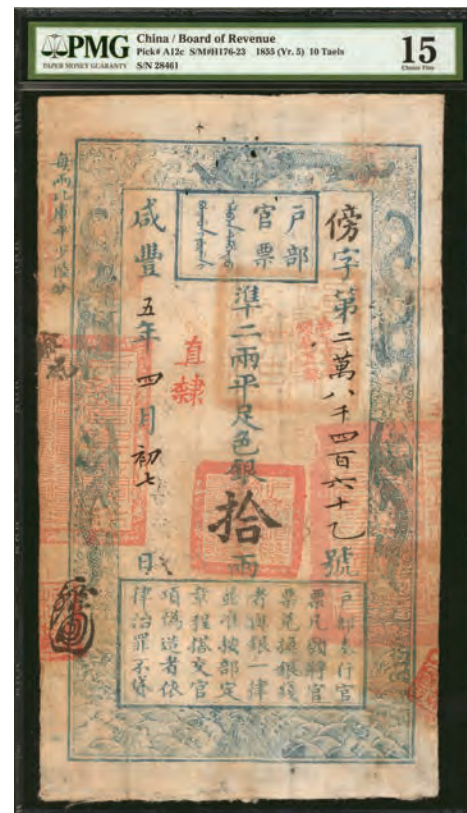 PMG
PAPER MONEY GUARANTY
China / Board of Revenue
Pick# A12c S/M#H176-23 1855 (Yr. 5) 10 Taels
S/N 28461
15
Choice Fine
戶部
官票
傍字第二萬八千四百六十乙號
準二兩平足色銀拾兩
直隸
咸豐五年四月初七日
每兩比庫平少陸分
戶部奏行官
票凡願將官
票兌換銀錢
者與銀一律
並准按部定
章程搭交官
項偽造者依
律治罪不貸